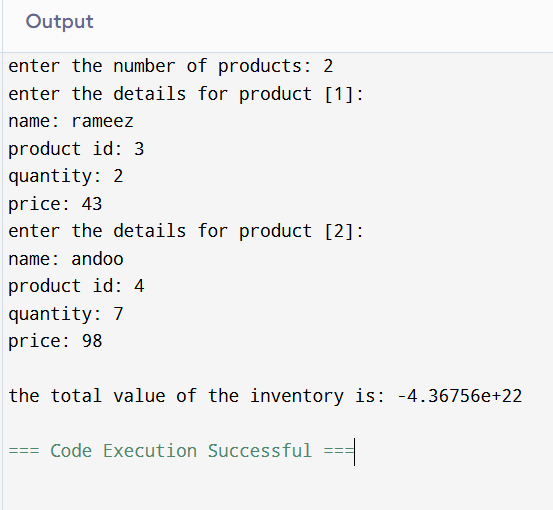 Output
enter the number of products: 2
enter the details for product [1]:
name: rameez
product id: 3
quantity: 2
price: 43
enter the details for product [2]:
name: andoo
product id: 4
quantity: 7
price: 98
the total value of the inventory is: -4.36756e+22
=== Code Execution Successful ===